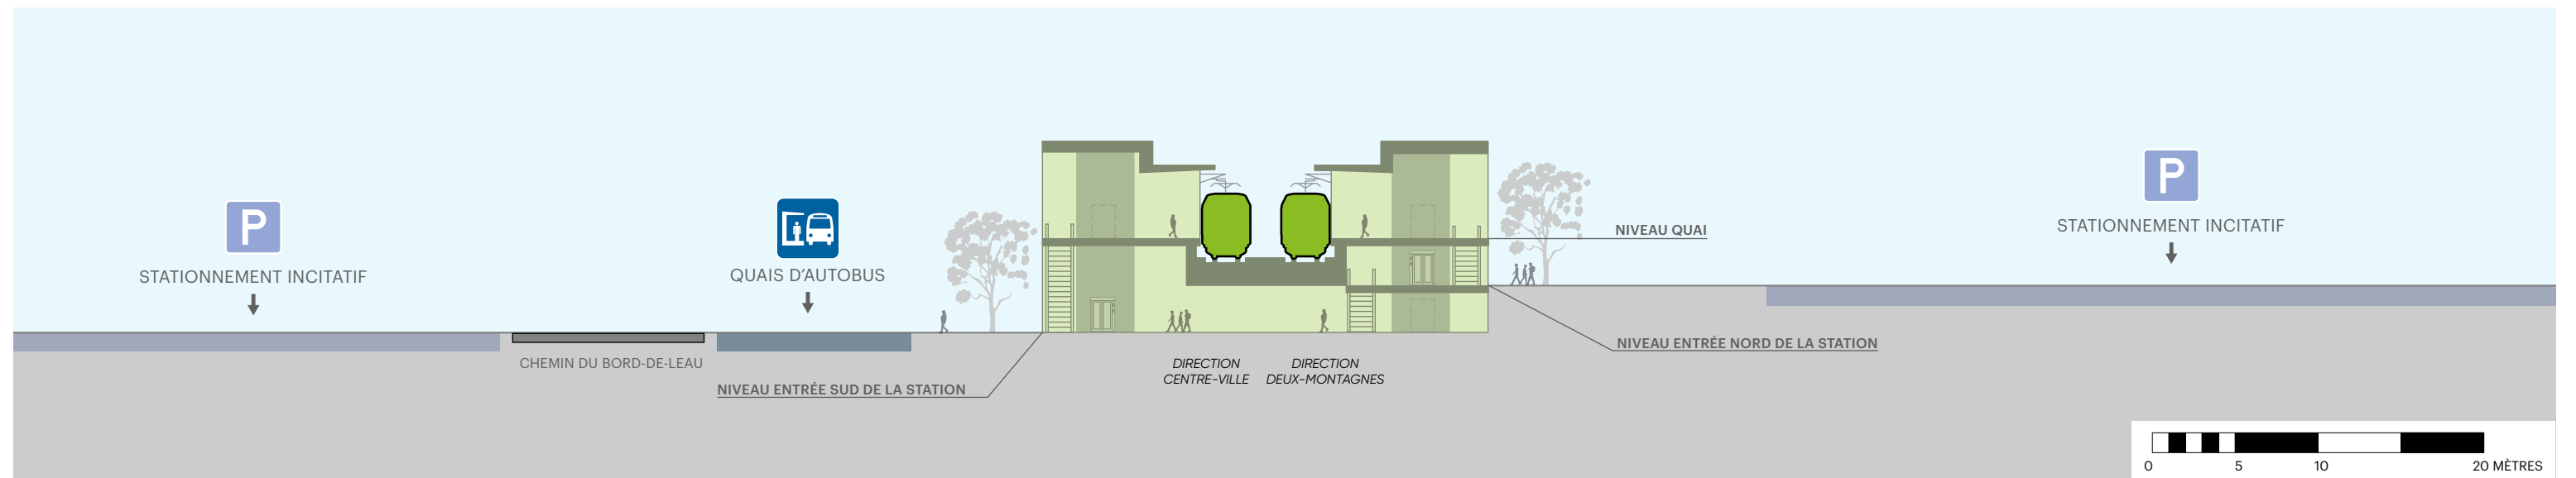 P
STATIONNEMENT INCITATIF
QUAIS D'AUTOBUS
CHEMIN DU BORD-DE-LEAU
NIVEAU ENTRÉE SUD DE LA STATION
DIRECTION
CENTRE-VILLE
DIRECTION
DEUX-MONTAGNES
NIVEAU QUAI
NIVEAU ENTRÉE NORD DE LA STATION
P
STATIONNEMENT INCITATIF
0 5 10 20 MÈTRES